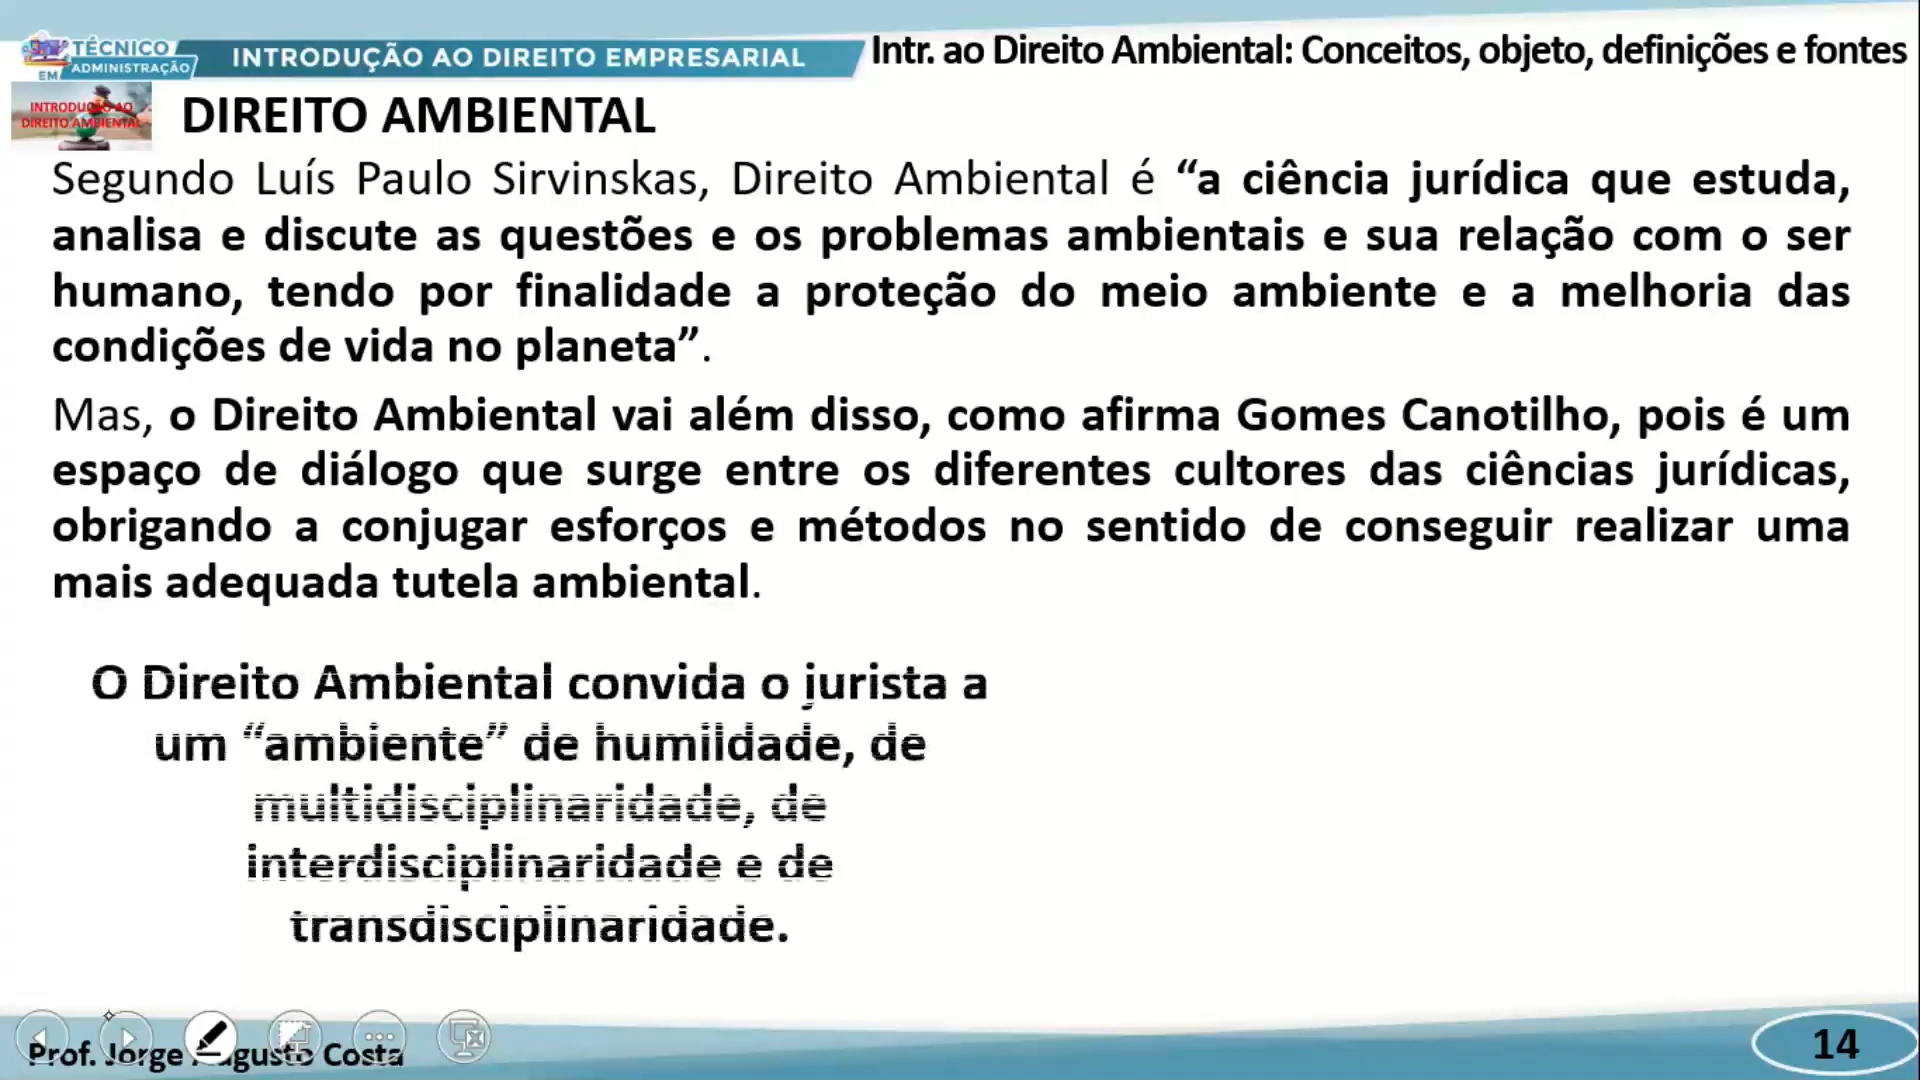 TÉCNICO
EM ADMINISTRAÇÃO
INTRODUÇÃO AO DIREITO EMPRESARIAL
Intr. ao Direito Ambiental: Conceitos, objeto, definições e fontes
INTRODUÇÃO AO
DIREITO AMBIENTAL
DIREITO AMBIENTAL
Segundo Luís Paulo Sirvinskas, Direito Ambiental é “a ciência jurídica que estuda,
analisa e discute as questões e os problemas ambientais e sua relação com o ser
humano, tendo por finalidade a proteção do meio ambiente e a melhoria das
condições de vida no planeta”.
Mas, o Direito Ambiental vai além disso, como afirma Gomes Canotilho, pois é um
espaço de diálogo que surge entre os diferentes cultores das ciências jurídicas,
obrigando a conjugar esforços e métodos no sentido de conseguir realizar uma
mais adequada tutela ambiental.
O Direito Ambiental convida o jurista a
um “ambiente” de humildade, de
multidisciplinaridade, de
interdisciplinaridade e de
transdisciplinaridade.
Prof. Jorge Augusto Costa
14